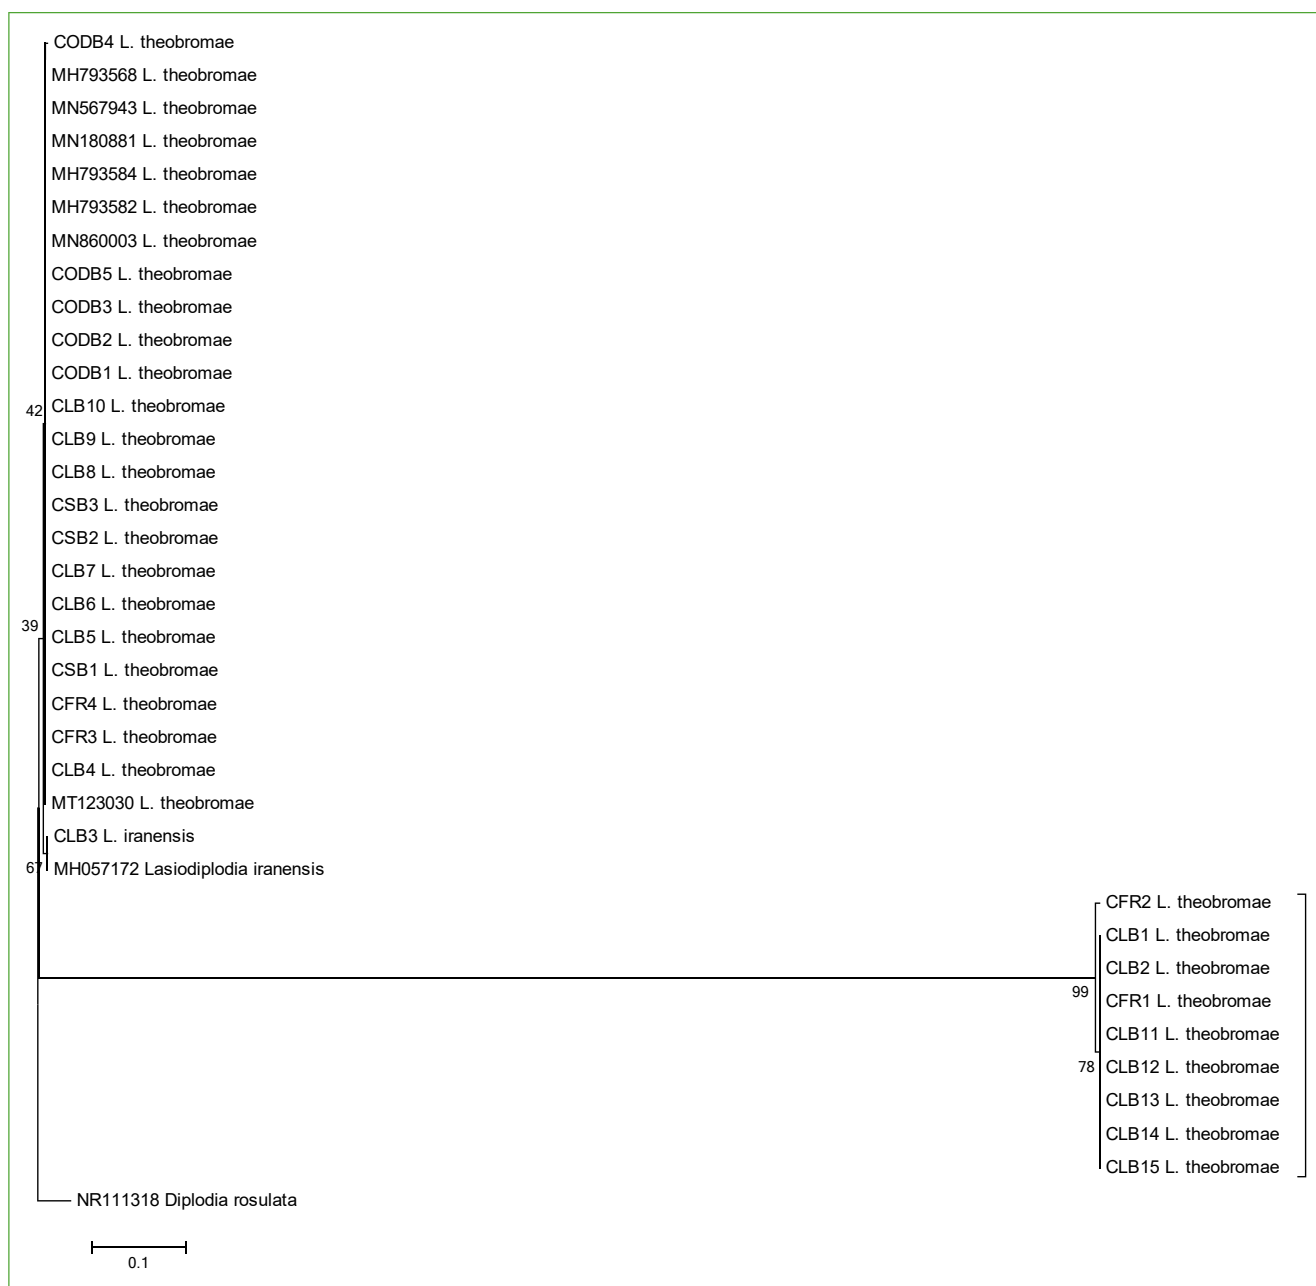 CODB4 L. theobromae
MH793568 L. theobromae
MN567943 L. theobromae
MN180881 L. theobromae
MH793584 L. theobromae
MH793582 L. theobromae
MN860003 L. theobromae
CODB5 L. theobromae
CODB3 L. theobromae
CODB2 L. theobromae
CODB1 L. theobromae
42 CLB10 L. theobromae
CLB9 L. theobromae
CLB8 L. theobromae
CSB3 L. theobromae
CSB2 L. theobromae
CLB7 L. theobromae
CLB6 L. theobromae
39 CLB5 L. theobromae
CSB1 L. theobromae
CFR4 L. theobromae
CFR3 L. theobromae
CLB4 L. theobromae
MT123030 L. theobromae
CLB3 L. iranensis
67 MH057172 Lasiodiplodia iranensis
CFR2 L. theobromae
CLB1 L. theobromae
CLB2 L. theobromae
99 CFR1 L. theobromae
CLB11 L. theobromae
78 CLB12 L. theobromae
CLB13 L. theobromae
CLB14 L. theobromae
CLB15 L. theobromae
NR111318 Diplodia rosulata
0.1